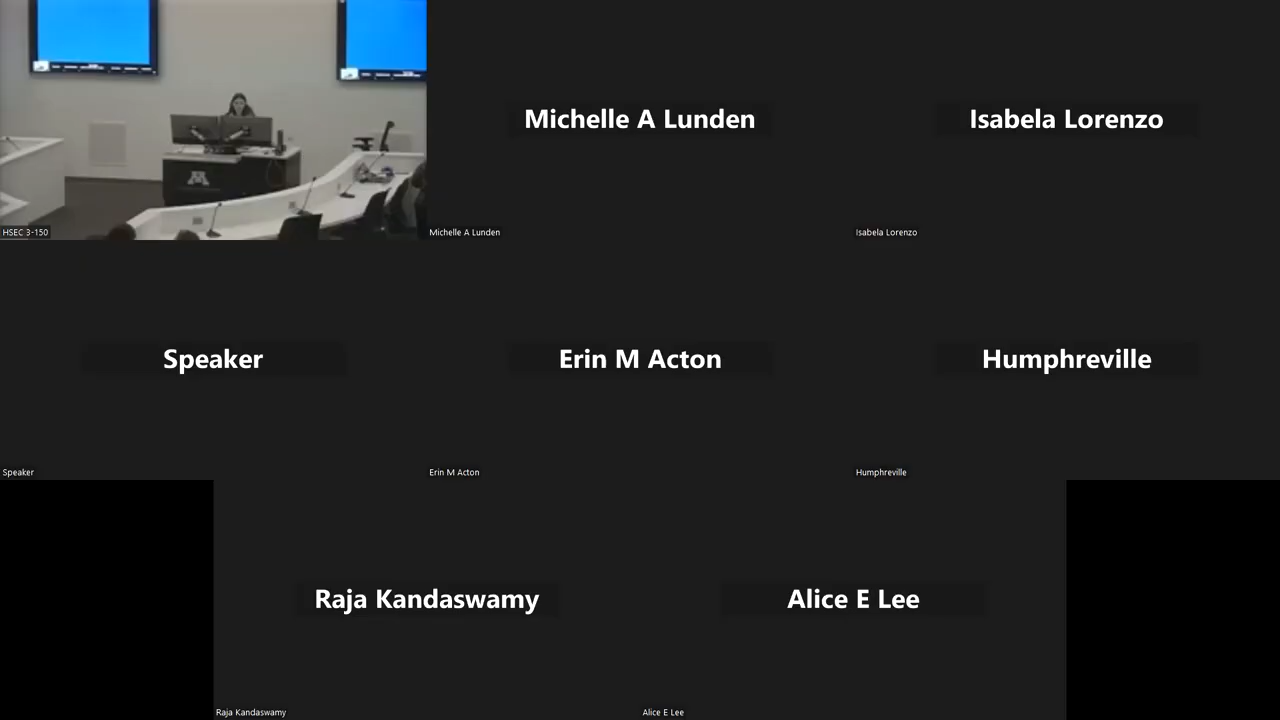 HSEC 3-150
Michelle A Lunden
Michelle A Lunden
Isabela Lorenzo
Isabela Lorenzo
Speaker
Speaker
Erin M Acton
Erin M Acton
Humphreville
Humphreville
Raja Kandaswamy
Raja Kandaswamy
Alice E Lee
Alice E Lee